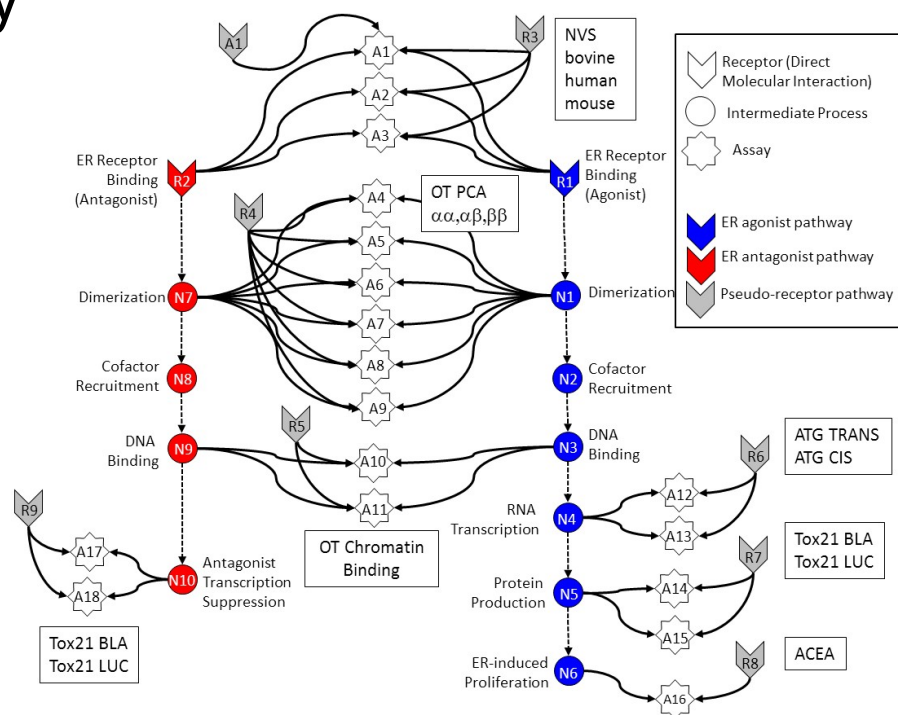 y
A1
A1
R3
NVS
bovine
human
mouse
A2
A3
Receptor (Direct
Molecular Interaction)
Intermediate Process
Assay
ER agonist pathway
ER antagonist pathway
Pseudo-receptor pathway
ER Receptor
Binding
(Antagonist)
R2
R1
ER Receptor
Binding
(Agonist)
R4
A4
OT PCA
αα,αβ,ββ
A5
A6
Dimerization
N7
N1
Dimerization
A7
A8
A9
Cofactor
Recruitment
N8
N2
Cofactor
Recruitment
R5
DNA
Binding
N9
A10
A11
N3
DNA
Binding
R6
ATG TRANS
ATG CIS
A12
A13
RNA
Transcription
N4
R9
A17
A18
N10
Antagonist
Transcription
Suppression
OT Chromatin
Binding
R7
Tox21 BLA
Tox21 LUC
Protein
Production
N5
A14
A15
Tox21 BLA
Tox21 LUC
ER-induced
Proliferation
N6
A16
R8
ACEA